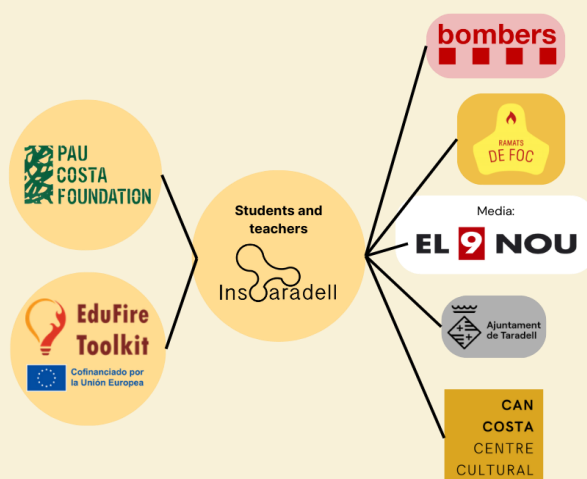 PAU
COSTA
FOUNDATION
EduFire
Toolkit
Cofinanciado por
la Unión Europea
Students and
teachers
InsTaradell
bombers
RAMATS
DE FOC
Media:
EL 9 NOU
Ajuntament
de Taradell
CAN
COSTA
CENTRE
CULTURAL